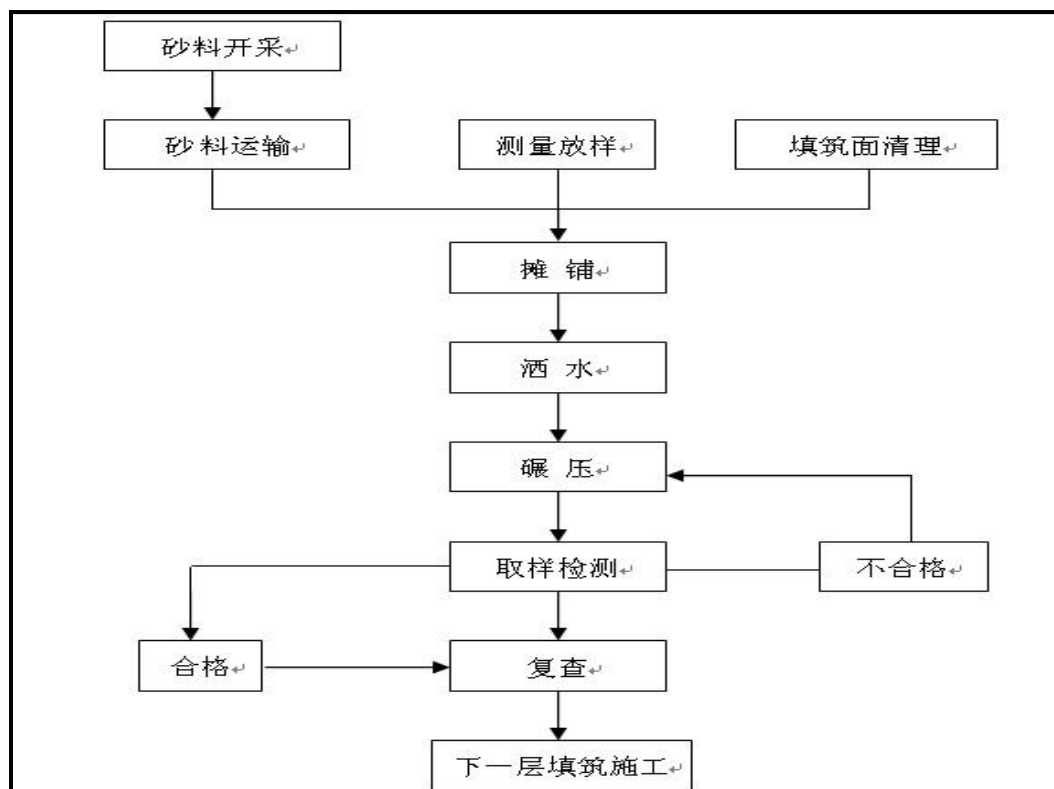 砂料开采
砂料运输
测量放样
填筑面清理
摊 铺
洒 水
碾 压
取样检测
不合格
合格
复查
下一层填筑施工